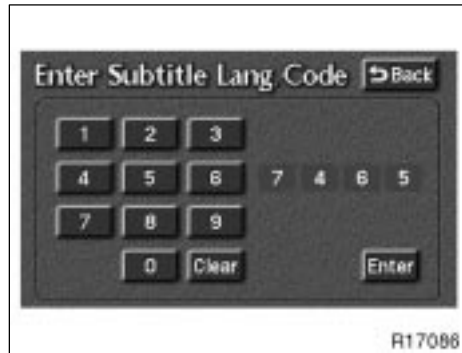 Enter Subtitle Lang Code Back
1 2 3
4 5 6 7 4 6 5
7 8 9
0 Clear Enter
R17086